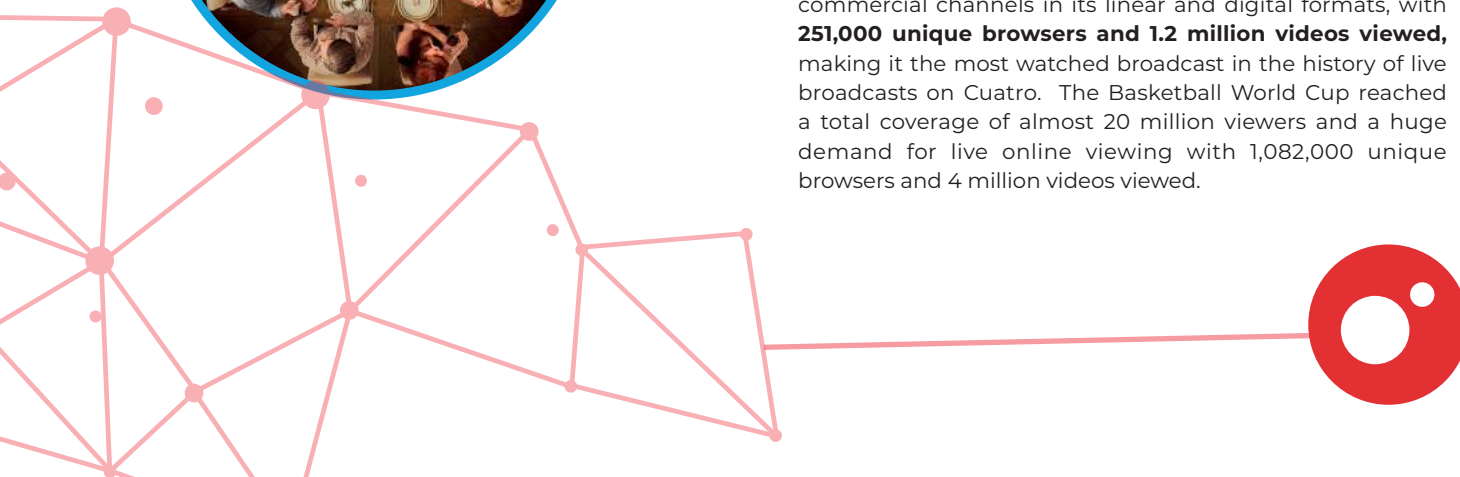 commercial channels in its linear and digital formats, with
251,000 unique browsers and 1.2 million videos viewed,
making it the most watched broadcast in the history of live
broadcasts on Cuatro. The Basketball World Cup reached
a total coverage of almost 20 million viewers and a huge
demand for live online viewing with 1,082,000 unique
browsers and 4 million videos viewed.